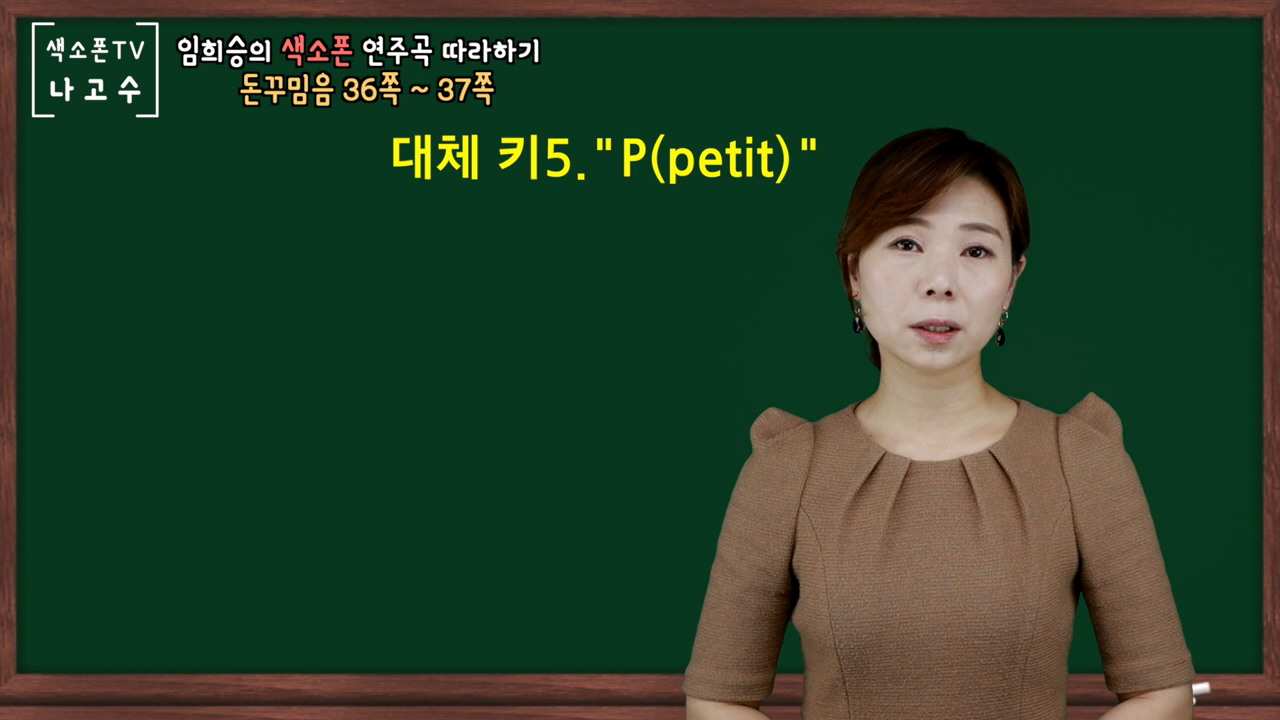 색소폰TV
나고수
임희승의 색소폰 연주곡 따라하기
돈꾸밈음 36쪽 ~ 37쪽
대체 키5."P(petit)"